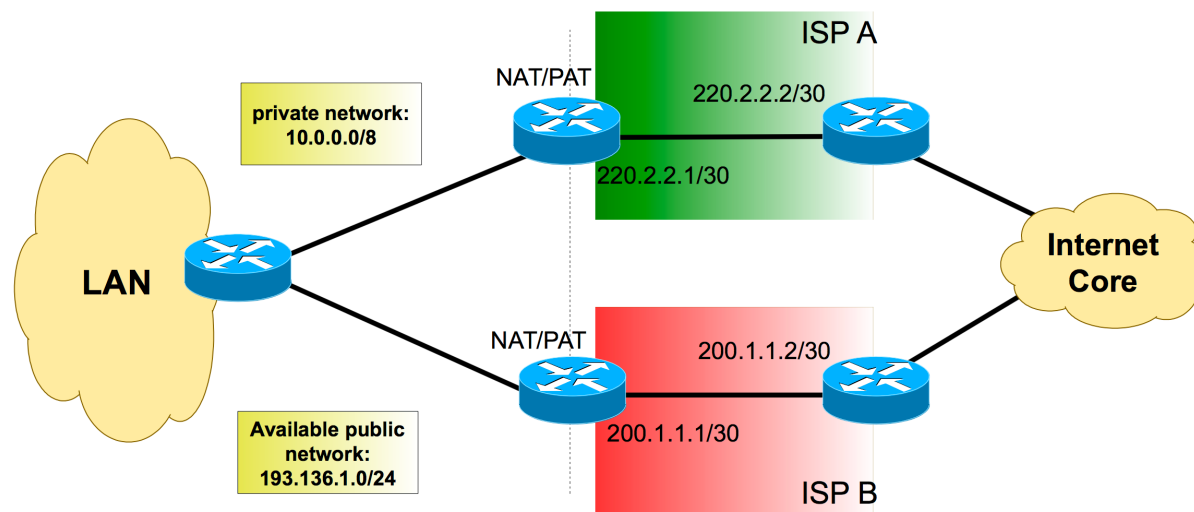 ISP A
NAT/PAT
220.2.2.2/30
private network:
10.0.0.0/8
220.2.2.1/30
LAN
Internet
Core
NAT/PAT
200.1.1.2/30
Available public
network:
193.136.1.0/24
200.1.1.1/30
ISP B